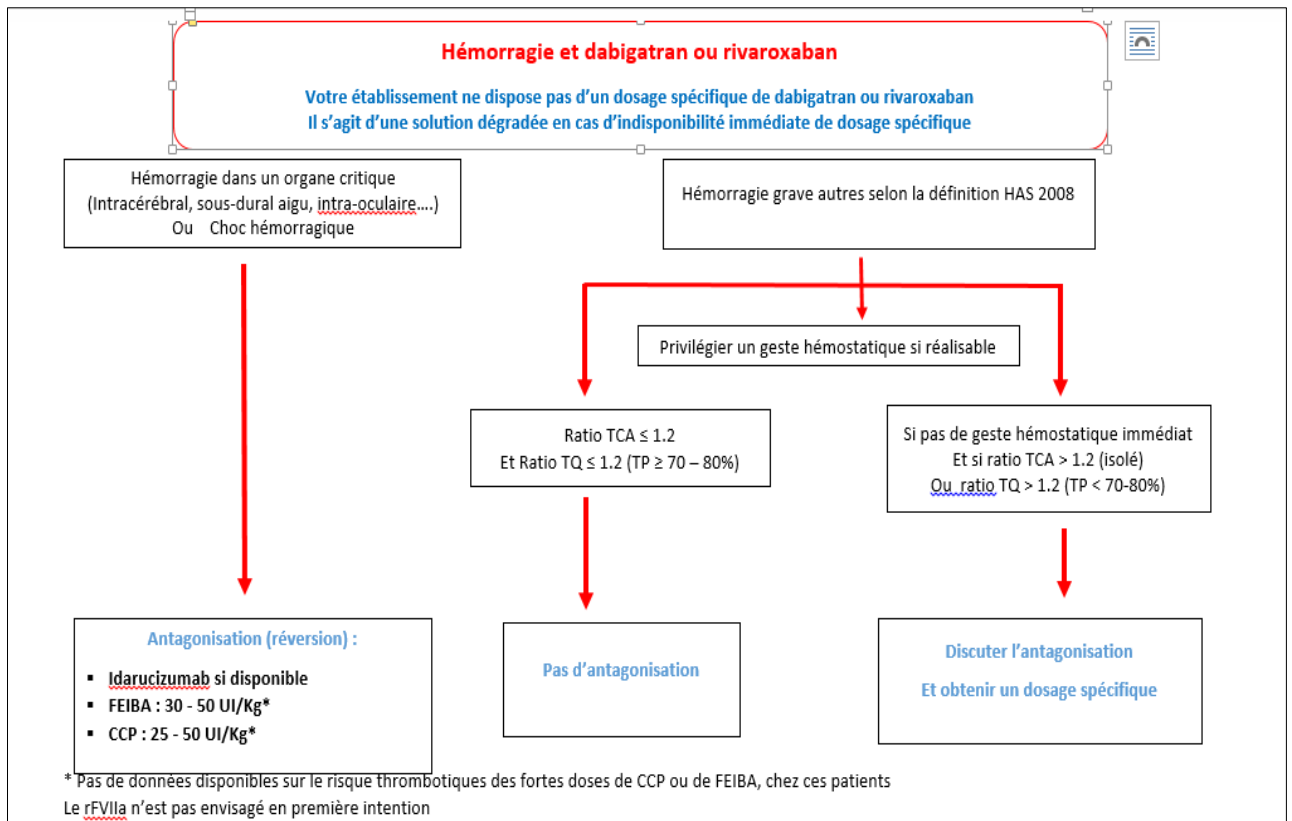 Hémorragie et dabigatran ou rivaroxaban
Votre établissement ne dispose pas d'un dosage spécifique de dabigatran ou rivaroxaban
Il s'agit d'une solution dégradée en cas d'indisponibilité immédiate de dosage spécifique
Hémorragie dans un organe critique
(Intracérébral, sous-dural aigu, intra-oculaire....)
Ou Choc hémorragique
Hémorragie grave autres selon la définition HAS 2008
Privilégier un geste hémostatique si réalisable
Ratio TCA ≤ 1.2
Et Ratio TQ ≤ 1.2 (TP ≥ 70 – 80%)
Si pas de geste hémostatique immédiat
Et si ratio TCA > 1.2 (isolé)
Ou ratio TQ > 1.2 (TP < 70-80%)
Antagonisation (réversion) :
▪ Idarucizumab si disponible
▪ FEIBA : 30 - 50 UI/Kg*
▪ CCP : 25 - 50 UI/Kg*
Pas d'antagonisation
Discuter l'antagonisation
Et obtenir un dosage spécifique
* Pas de données disponibles sur le risque thrombotiques des fortes doses de CCP ou de FEIBA, chez ces patients
Le rFVIIa n'est pas envisagé en première intention